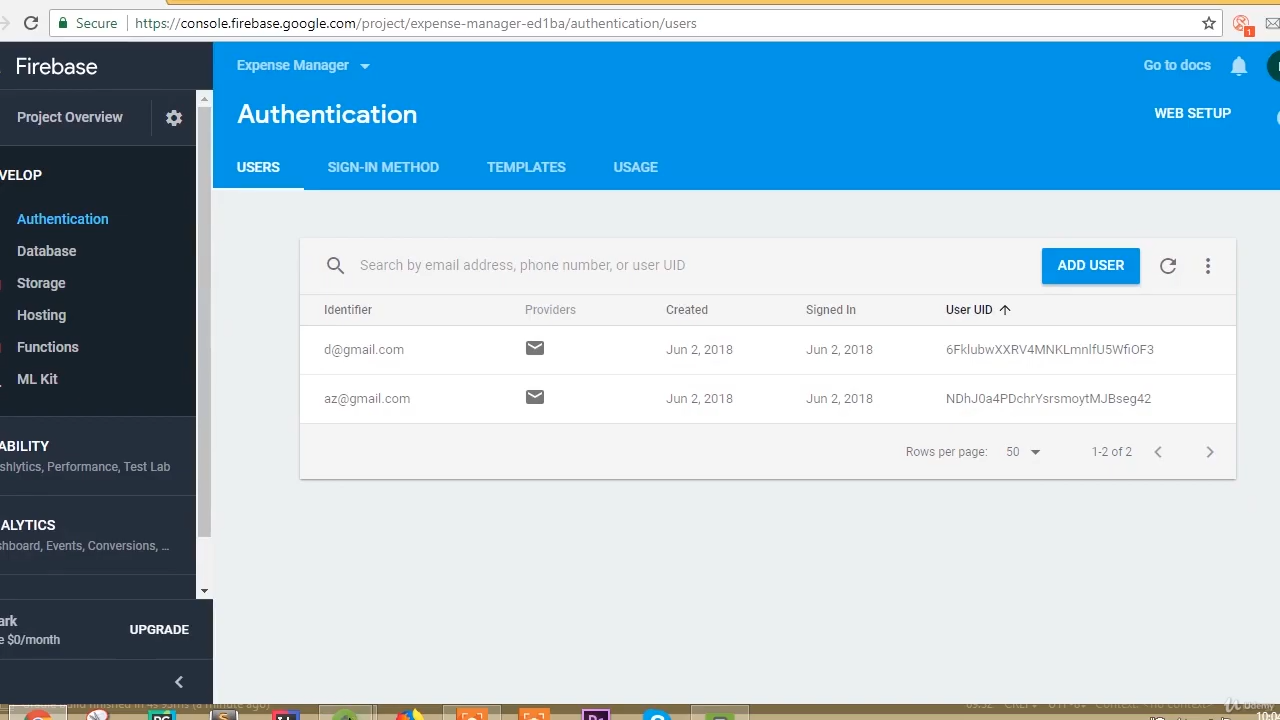 Secure https://console.firebase.google.com/project/expense-manager-ed1ba/authentication/users
1
Firebase
Expense Manager
Go to docs
Project Overview
Authentication
WEB SETUP
USERS SIGN-IN METHOD TEMPLATES USAGE
VELOP
Authentication
Database
Storage
Hosting
Functions
ML Kit
ABILITY
shlytics, Performance, Test Lab
ALYTICS
shboard, Events, Conversions, ...
ark
e $0/month
UPGRADE
Search by email address, phone number, or user UID
ADD USER
Identifier Providers Created Signed In User UID
d@gmail.com Jun 2, 2018 Jun 2, 2018 6FklubwXXRV4MNKLmnlfU5WfiOF3
az@gmail.com Jun 2, 2018 Jun 2, 2018 NDhJ0a4PDchrYsrsmoytMJBseg42
Rows per page: 50 1-2 of 2
Udemy